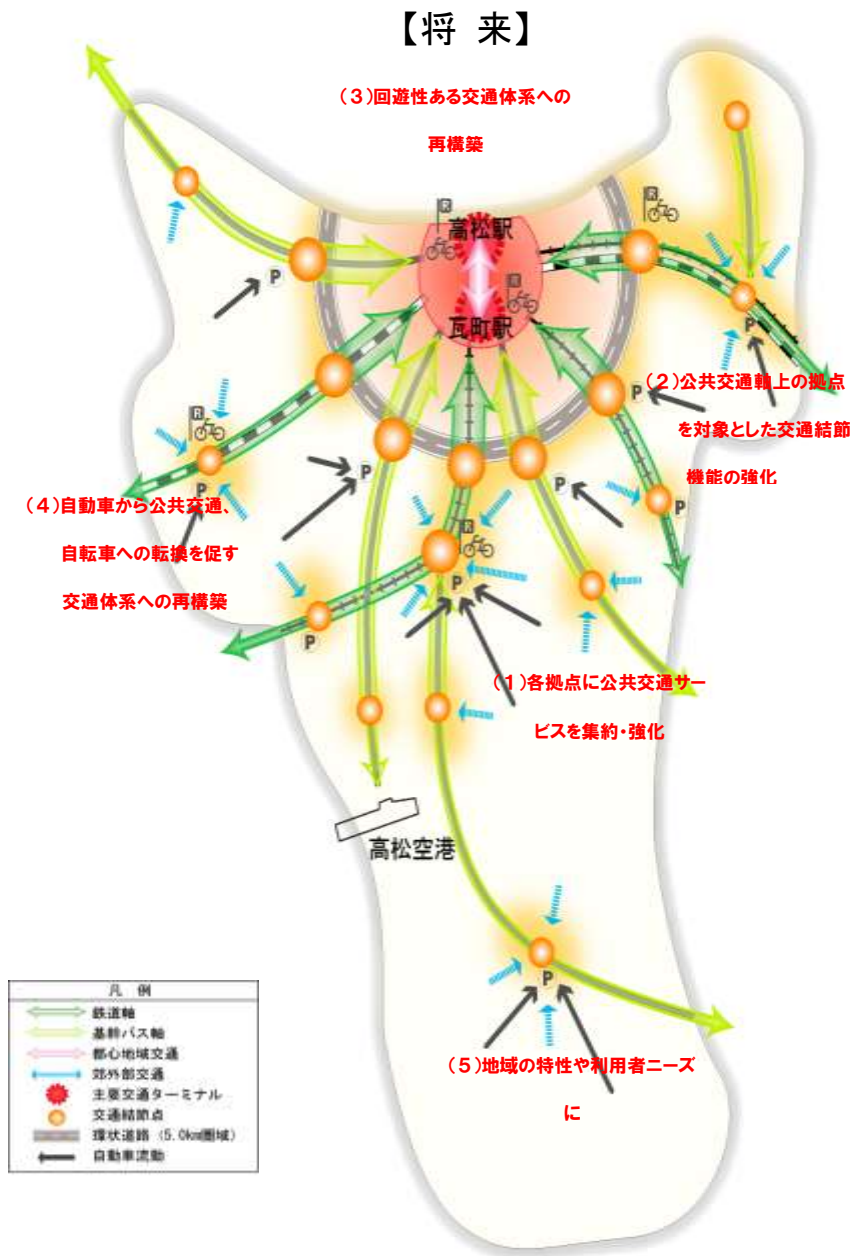 【将 来】
（３）回遊性ある交通体系への
再構築
R
R
高松駅
P
R
瓦町駅
P
（２）公共交通軸上の拠点
P
を対象とした交通結節
機能の強化
R
P
P
P
P
（４）自動車から公共交通、
自転車への転換を促す
交通体系への再構築
R
P
P
（１）各拠点に公共交通サー
ビスを集約・強化
高松空港
P
（５）地域の特性や利用者ニーズ
に
凡 例
鉄道軸
基幹バス軸
都心地域交通
郊外部交通
主要交通ターミナル
交通結節点
環状道路 (5.0km圏域)
自動車流動